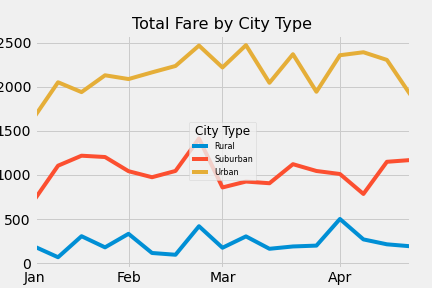 Total Fare by City Type
2500
2000
1500
1000
500
0
City Type
Rural
Suburban
Urban
Jan Feb Mar Apr